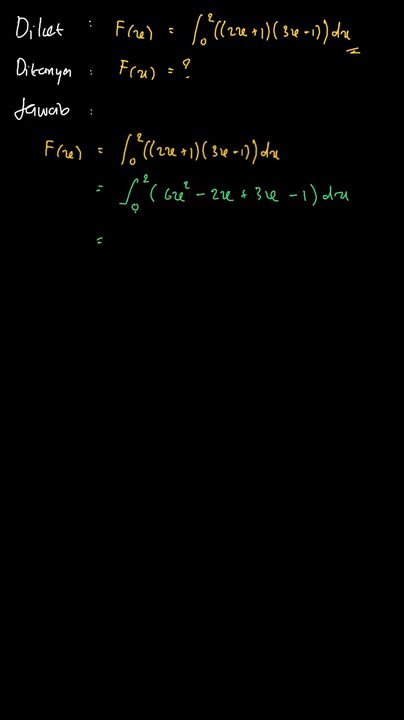 Diket : F(x) = ∫₀² ((2x+1)(3x-1)) dx
Ditanya : F(x) = ?
Jawab :
F(x) = ∫₀² ((2x+1)(3x-1)) dx
= ∫₀² (6x² - 2x + 3x - 1) dx
=